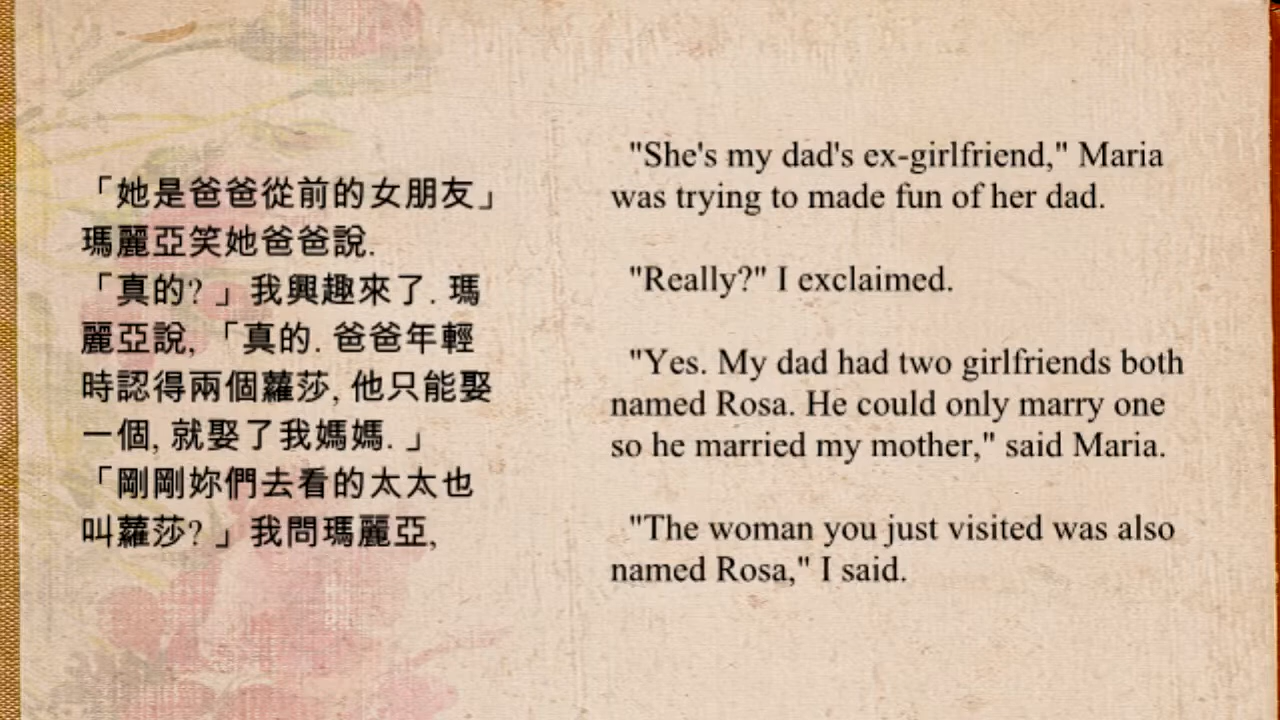 「她是爸爸從前的女朋友」
瑪麗亞笑她爸爸說.
「真的? 」我興趣來了. 瑪
麗亞說, 「真的. 爸爸年輕
時認得兩個蘿莎, 他只能娶
一個, 就娶了我媽媽. 」
「剛剛妳們去看的太太也
叫蘿莎? 」我問瑪麗亞,
"She's my dad's ex-girlfriend," Maria
was trying to made fun of her dad.
"Really?" I exclaimed.
"Yes. My dad had two girlfriends both
named Rosa. He could only marry one
so he married my mother," said Maria.
"The woman you just visited was also
named Rosa," I said.